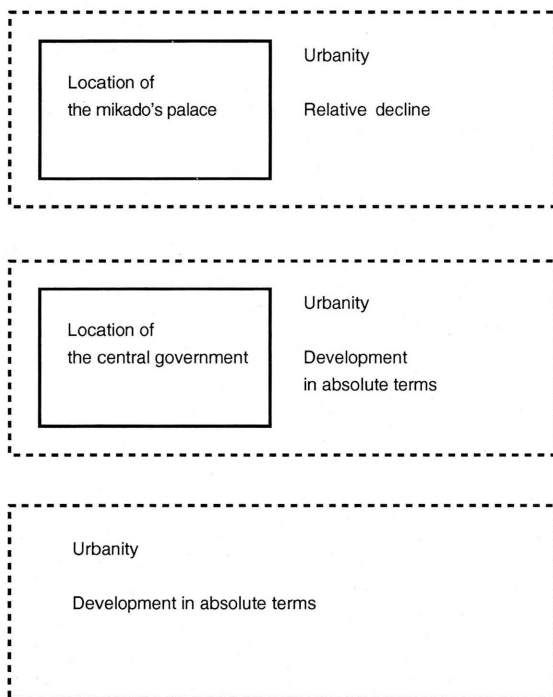 Location of
the mikado's palace
Urbanity
Relative decline
Location of
the central government
Urbanity
Development
in absolute terms
Urbanity
Development in absolute terms